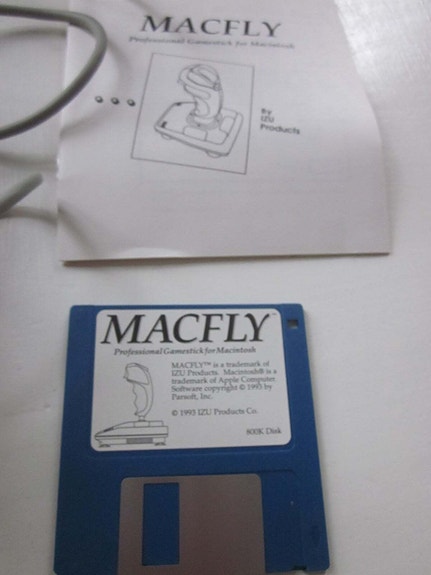 MACFLY
Professional Gamestick for Macintosh
By
IZU
Products
MACFLY
Professional Gamestick for Macintosh
MACFLY™ is a trademark of
IZU Products. Macintosh® is a
trademark of Apple Computer.
Software copyright © 1993 by
Parsoft, Inc.
© 1993 IZU Products Co.
800K Disk